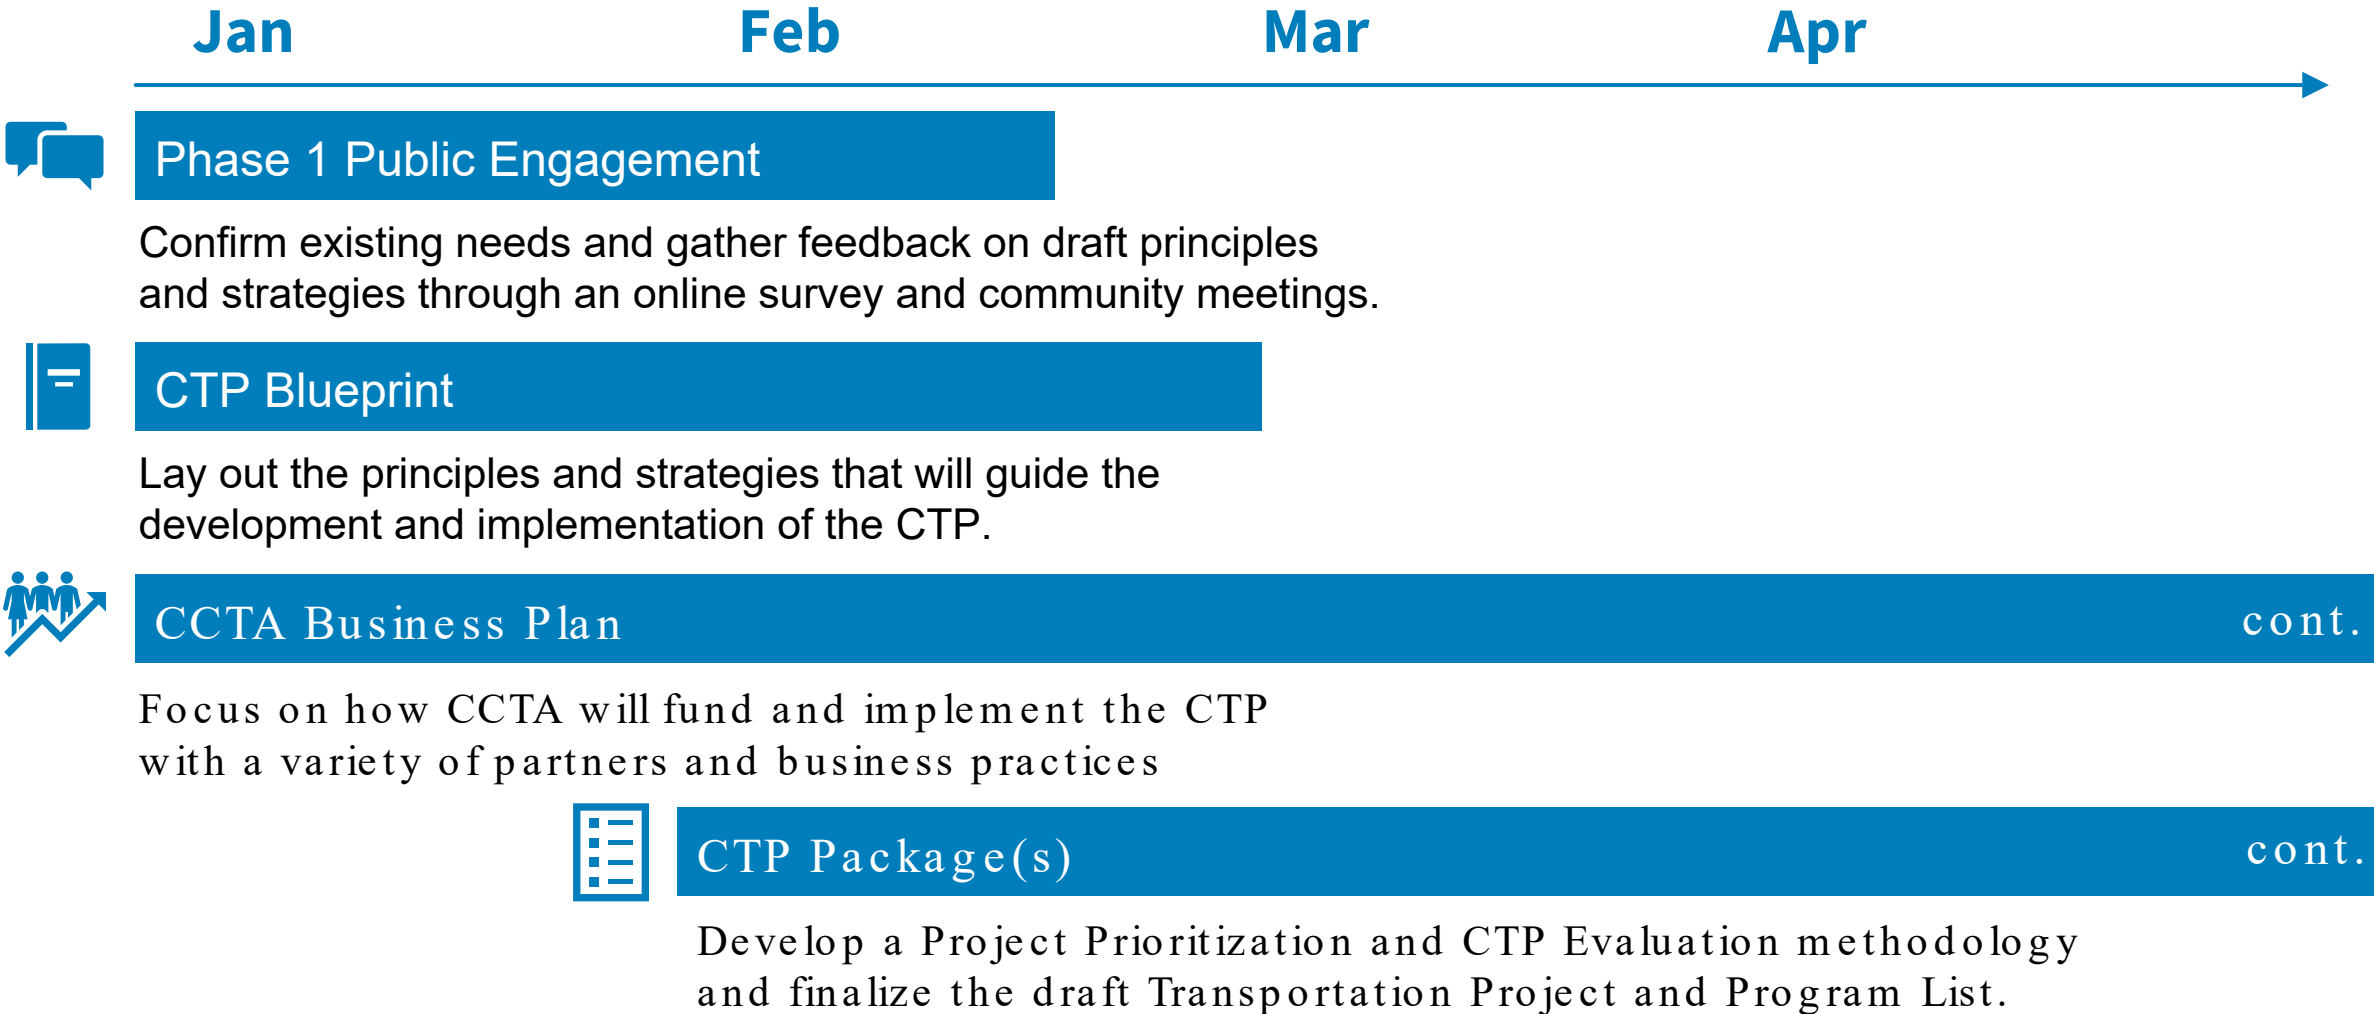 Jan Feb Mar Apr
Phase 1 Public Engagement
Confirm existing needs and gather feedback on draft principles
and strategies through an online survey and community meetings.
CTP Blueprint
Lay out the principles and strategies that will guide the
development and implementation of the CTP.
CCTA Business Plan cont.
Focus on how CCTA will fund and implement the CTP
with a variety of partners and business practices
CTP Package(s) cont.
Develop a Project Prioritization and CTP Evaluation methodology
and finalize the draft Transportation Project and Program List.